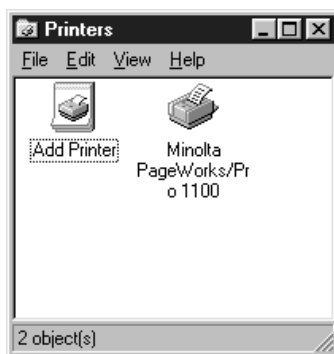 Printers
File Edit View Help
Add Printer
Minolta
PageWorks/Pr
o 1100
2 object(s)